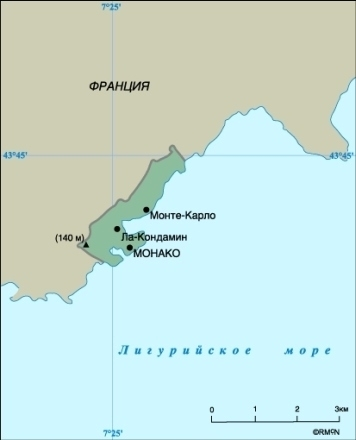 7°25'
ФРАНЦИЯ
43°45'
43°45'
Монте-Карло
Ла-Кондамин
(140 м)
МОНАКО
Лигурийское море
0 1 2 3км
7°25'
©RMGN